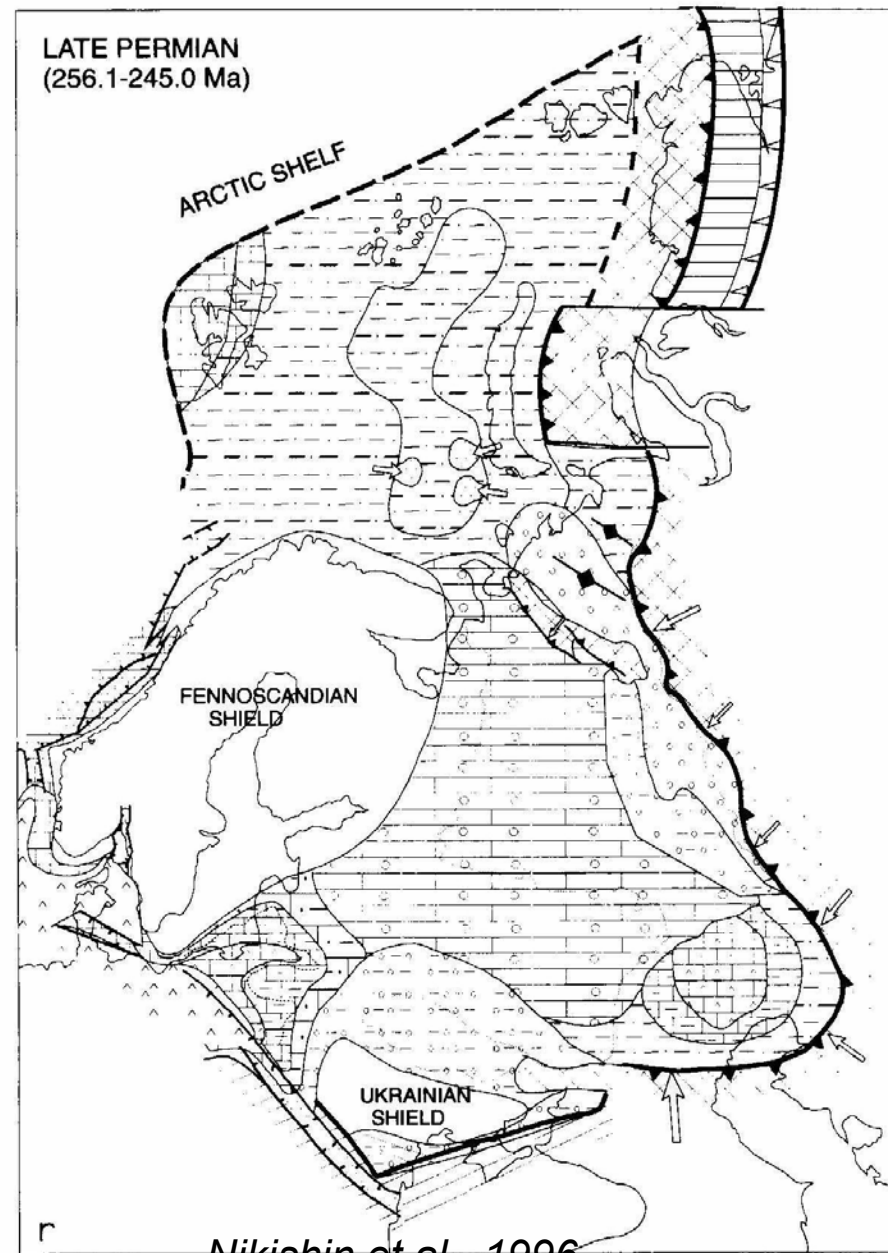 LATE PERMIAN
(256.1-245.0 Ma)
ARCTIC SHELF
FENNOSCANDIAN
SHIELD
UKRAINIAN
SHIELD
r
Nikishin et al., 1996